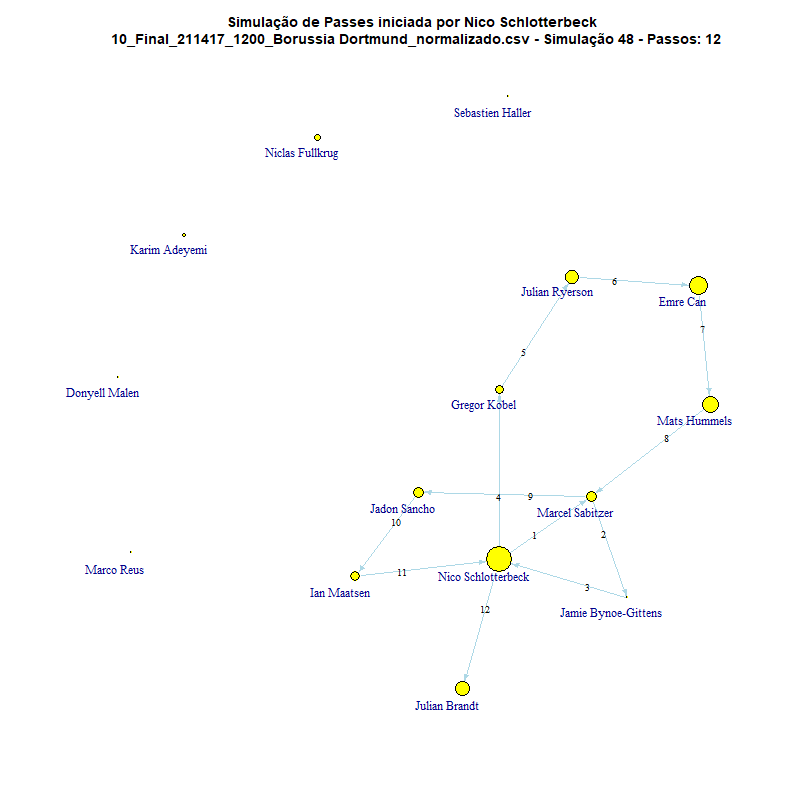 Simulação de Passes iniciada por Nico Schlotterbeck
10_Final_211417_1200_Borussia Dortmund_normalizado.csv - Simulação 48 - Passos: 12
Sebastien Haller
Niclas Fullkrug
Karim Adeyemi
6
Julian Ryerson
Emre Can
7
5
Donyell Malen
Gregor Kobel
Mats Hummels
8
4
9
Jadon Sancho
Marcel Sabitzer
10
1
2
Marco Reus
11
Nico Schlotterbeck
3
Ian Maatsen
12
Jamie Bynoe-Gittens
Julian Brandt